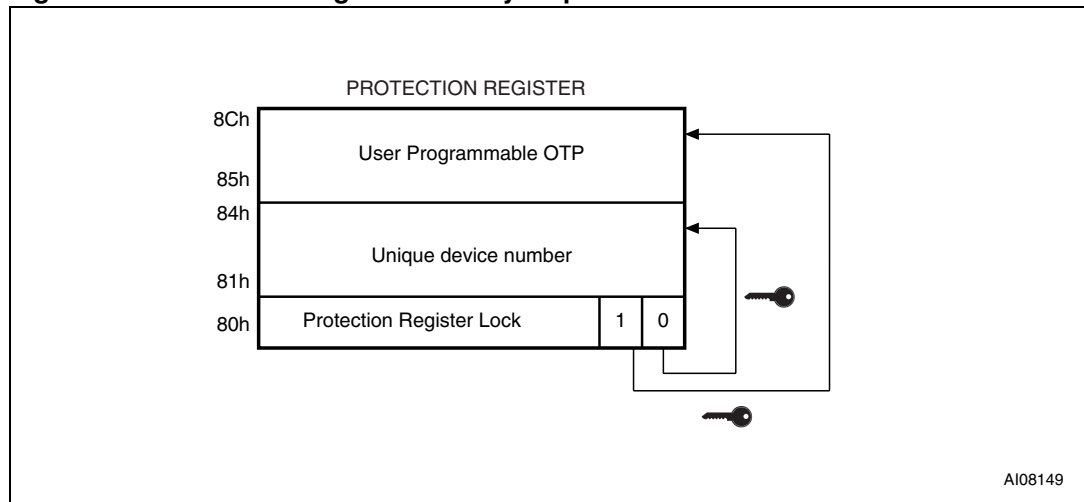 PROTECTION REGISTER
8Ch
User Programmable OTP
85h
84h
Unique device number
81h
80h Protection Register Lock 1 0
AI08149